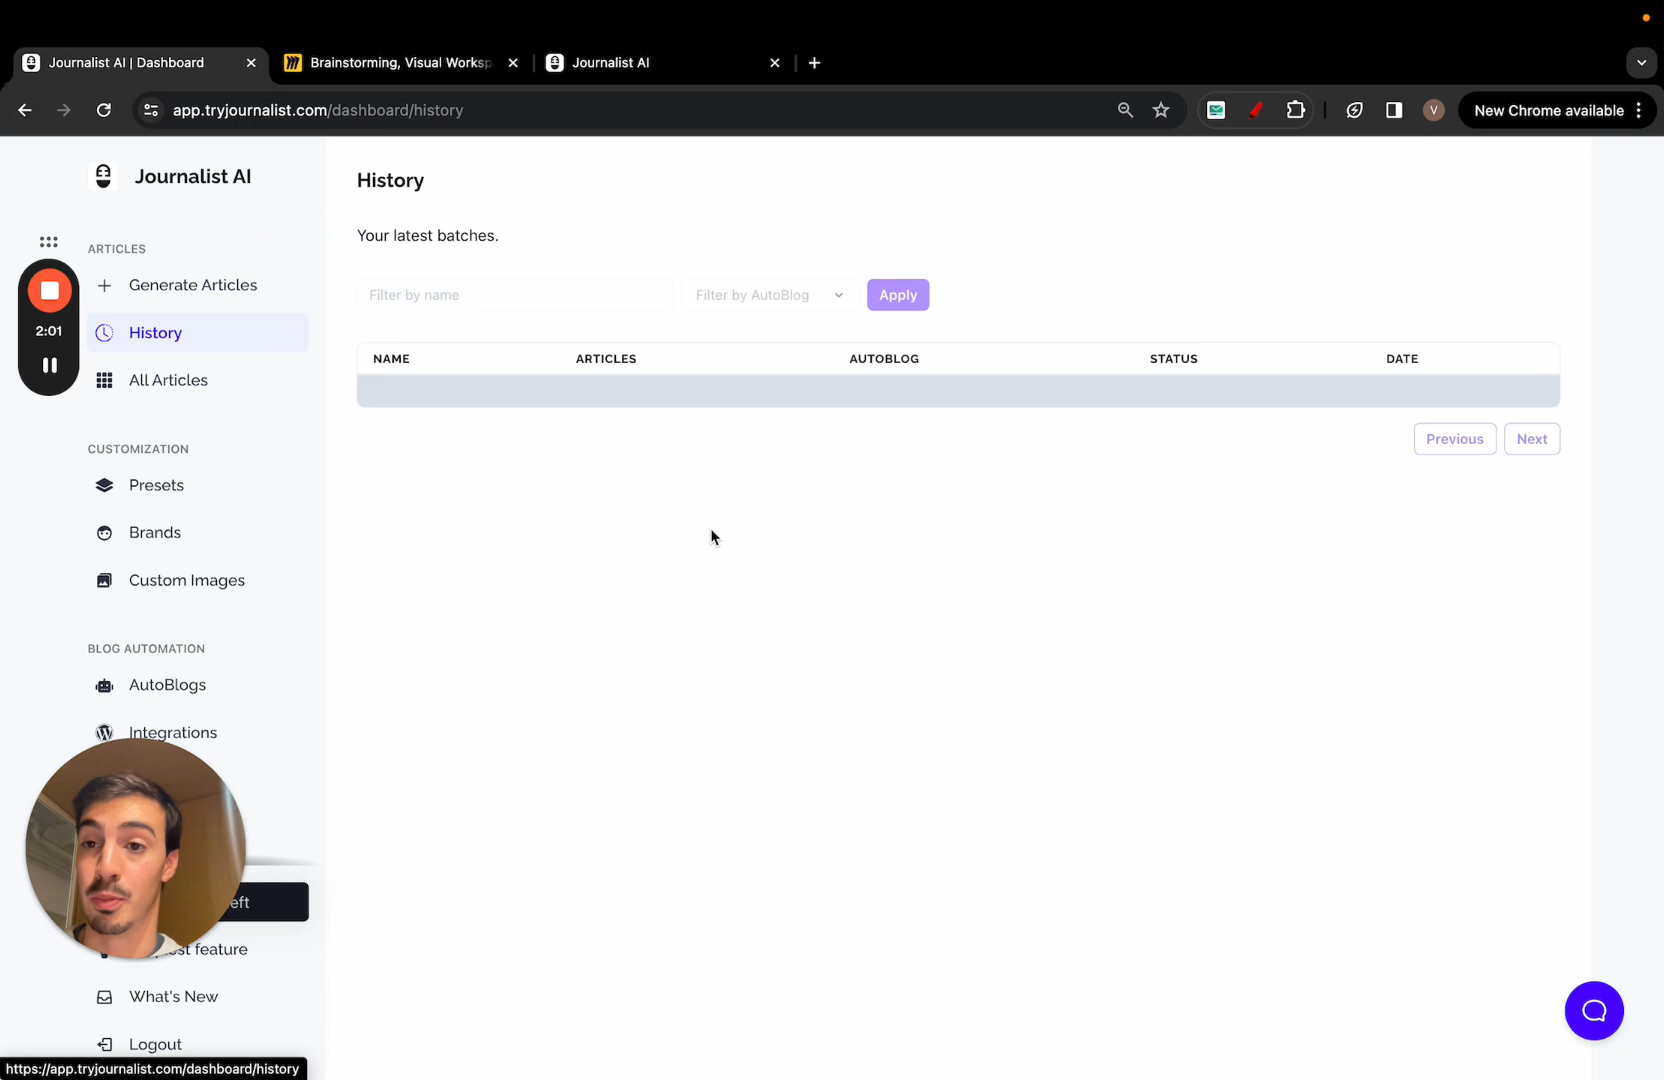 Journalist AI | Dashboard
Brainstorming, Visual Worksp
Journalist AI
app.tryjournalist.com/dashboard/history
V
New Chrome available
Journalist AI
History
Your latest batches.
ARTICLES
Generate Articles
Filter by name
Filter by AutoBlog
Apply
2:01
History
NAME
ARTICLES
AUTOBLOG
STATUS
DATE
All Articles
Previous
Next
CUSTOMIZATION
Presets
Brands
Custom Images
BLOG AUTOMATION
AutoBlogs
Integrations
eft
st feature
What's New
Logout
https://app.tryjournalist.com/dashboard/history